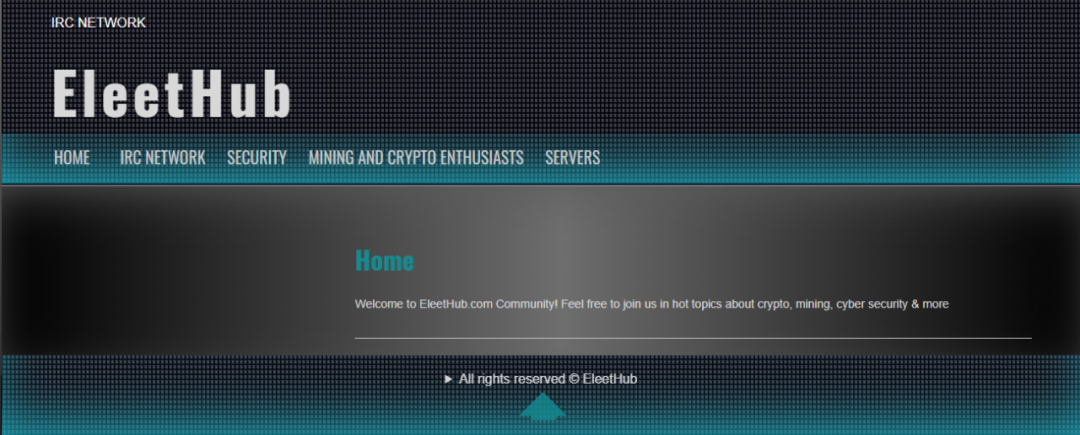 IRC NETWORK
EleetHub
HOME IRC NETWORK SECURITY MINING AND CRYPTO ENTHUSIASTS SERVERS
Home
Welcome to EleetHub.com Community! Feel free to join us in hot topics about crypto, mining, cyber security & more
All rights reserved © EleetHub